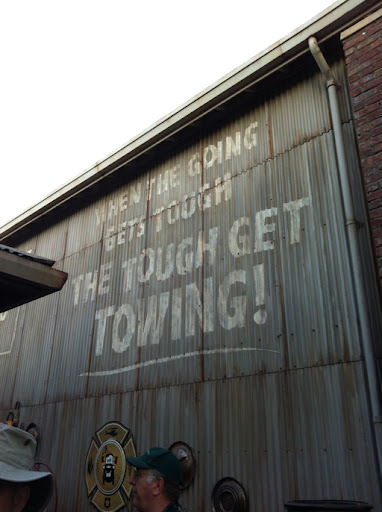 WHEN THE GOING
GETS TOUGH
THE TOUGH GET
TOWING!